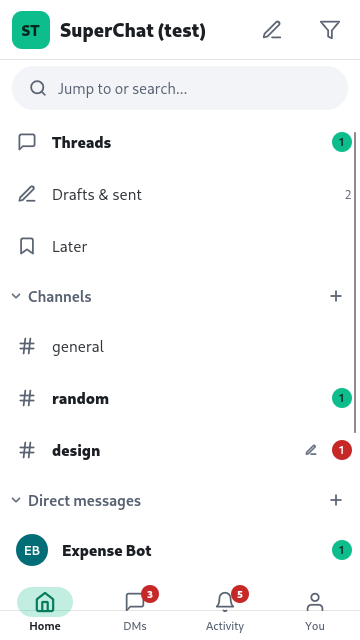 ST SuperChat (test)
Jump to or search...
Threads 1
Drafts & sent 2
Later
Channels
general
random 1
design 1
Direct messages
EB Expense Bot 1
3 5
Home DMs Activity You